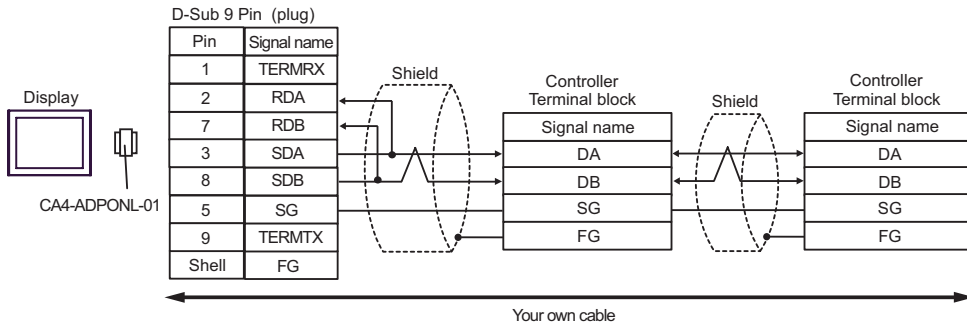 D-Sub 9 Pin (plug)
Pin Signal name
1 TERMRX
2 RDA
7 RDB
3 SDA
8 SDB
5 SG
9 TERMTX
Shell FG
Display
CA4-ADPONL-01
Shield
Controller
Terminal block
Signal name
DA
DB
SG
FG
Shield
Controller
Terminal block
Signal name
DA
DB
SG
FG
Your own cable